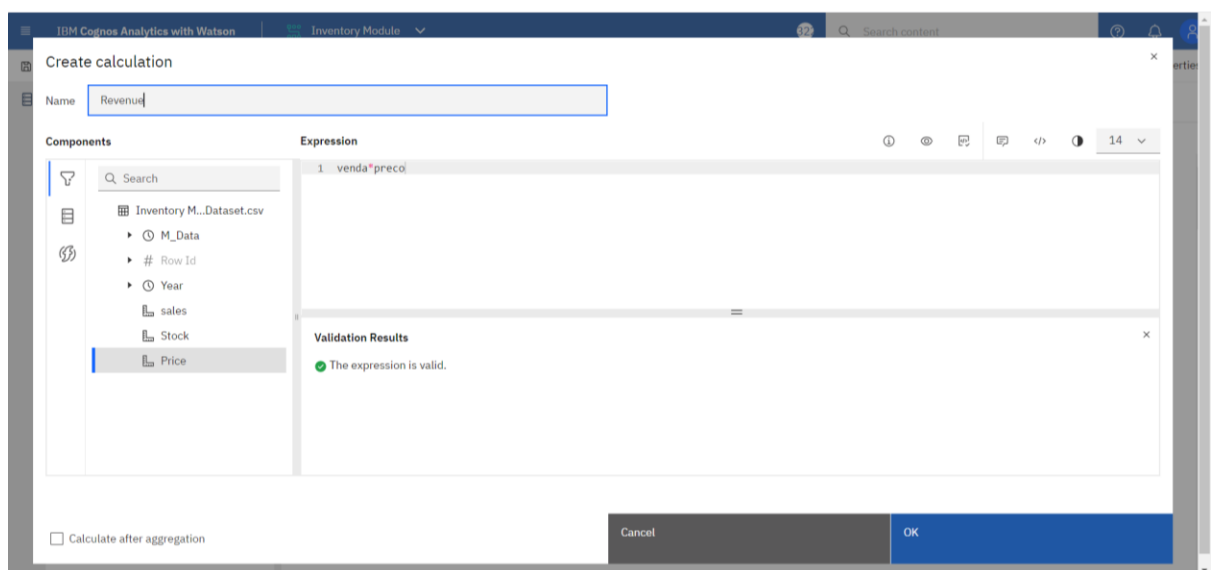 IBM Cognos Analytics with Watson
Inventory Module
32
Search content
Create calculation
erties
Name
Revenue
Components
Expression
14
Search
1 venda*preco
Inventory M...Dataset.csv
M_Data
# Row Id
Year
sales
Stock
Price
Validation Results
The expression is valid.
Calculate after aggregation
Cancel
OK